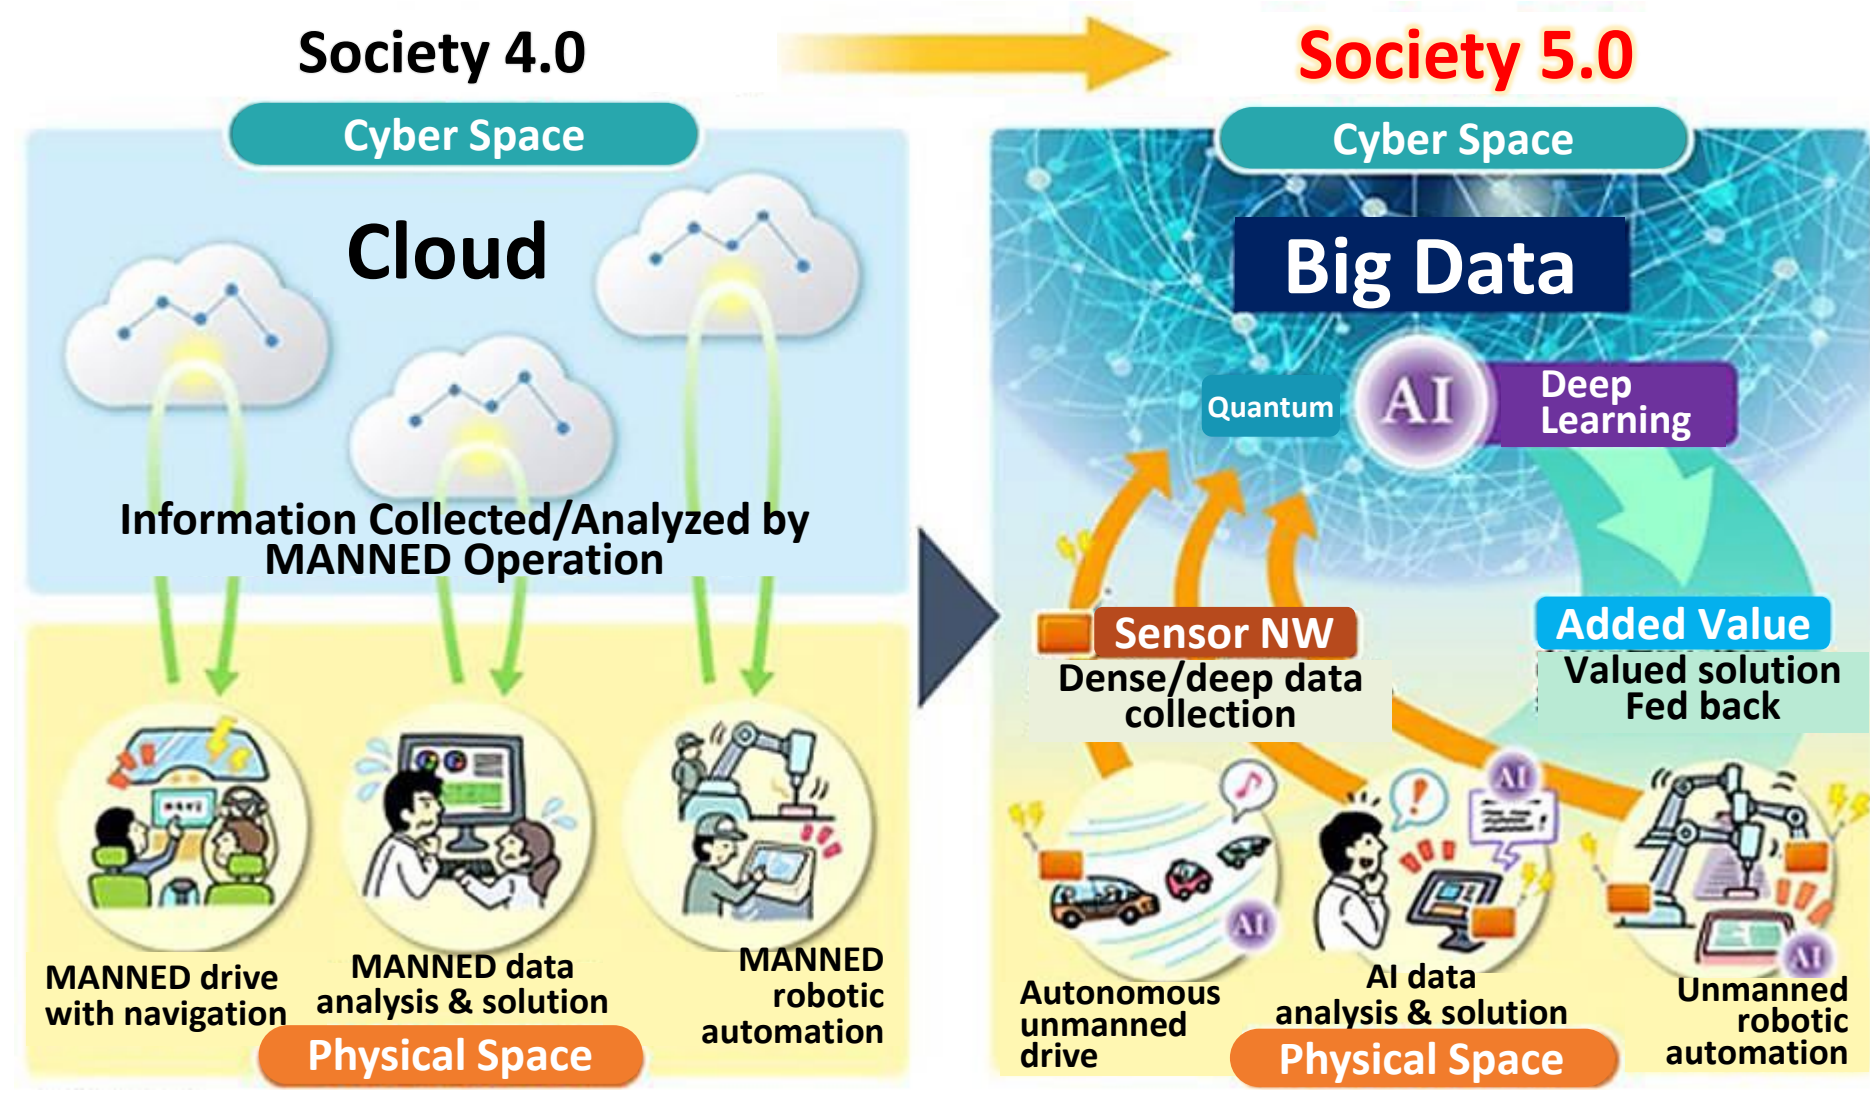 Society 4.0
Society 5.0
Cyber Space
Cloud
Information Collected/Analyzed by
MANNED Operation
MANNED drive
with navigation
MANNED data
analysis & solution
MANNED
robotic
automation
Physical Space
Cyber Space
Big Data
Quantum
AI
Deep
Learning
Sensor NW
Dense/deep data
collection
Added Value
Valued solution
Fed back
AI
AI
AI
Autonomous
unmanned
drive
AI data
analysis & solution
Unmanned
robotic
automation
Physical Space